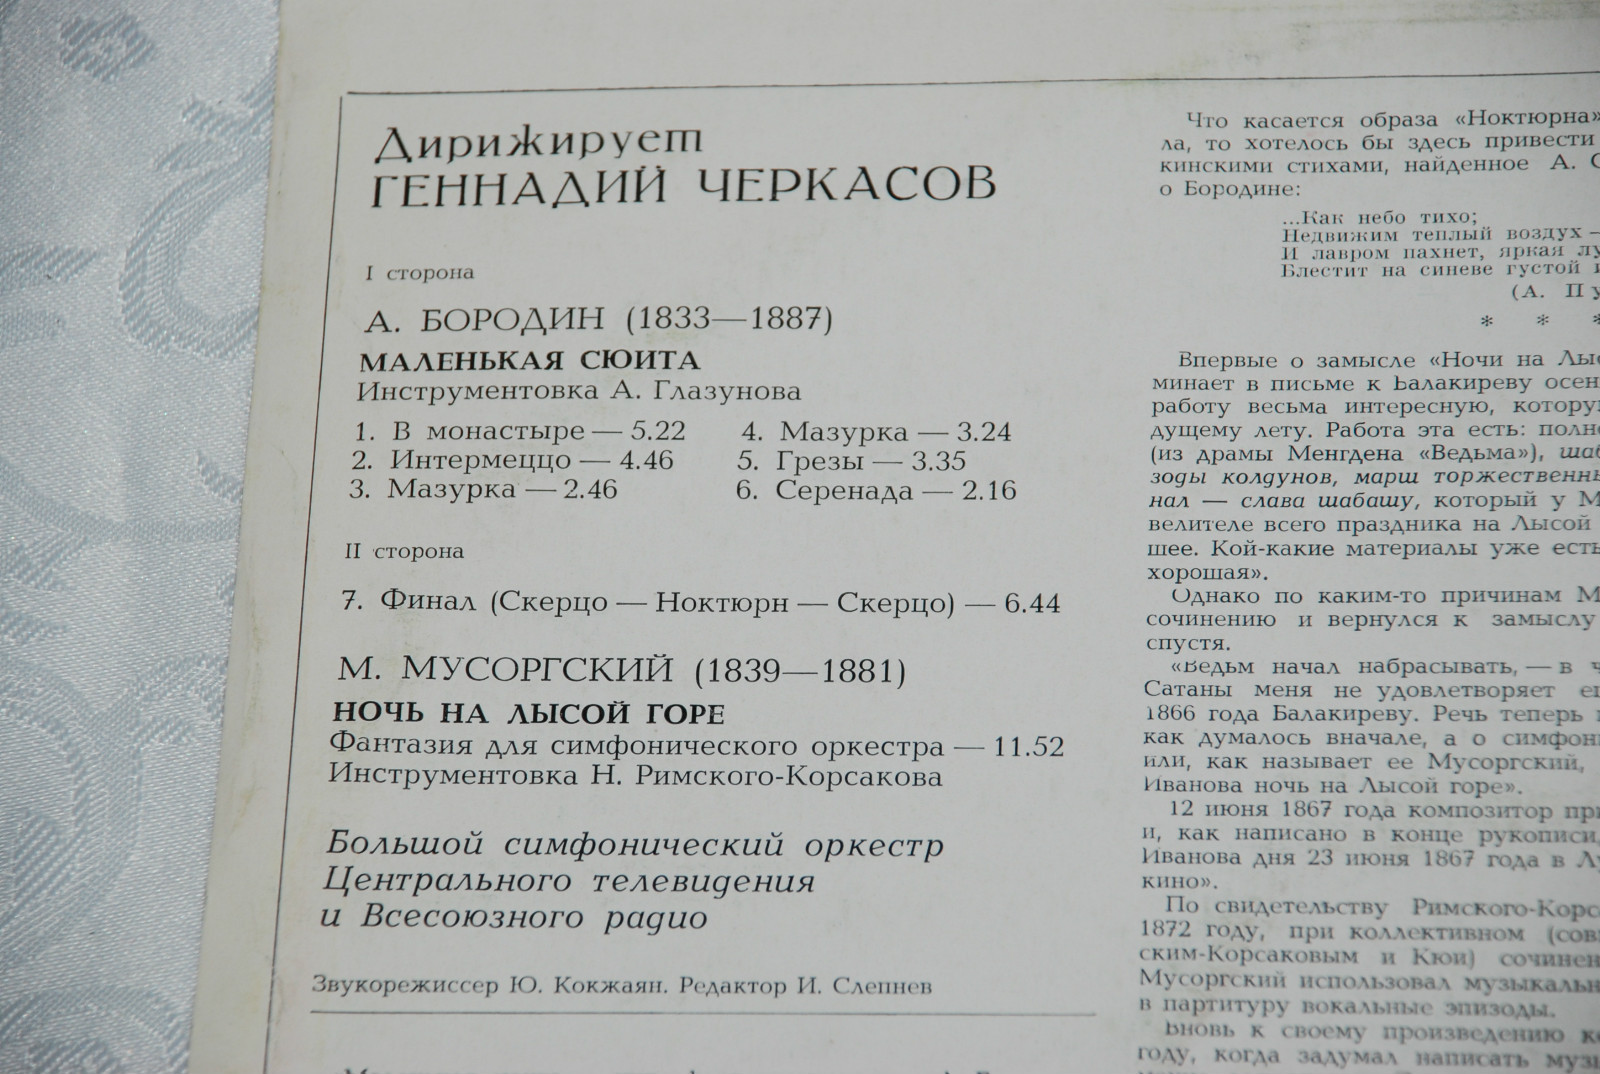 Дирижирует
ГЕННАДИЙ ЧЕРКАСОВ
I сторона
А. БОРОДИН (1833—1887)
МАЛЕНЬКАЯ СЮИТА
Инструментовка А. Глазунова
1. В монастыре — 5.22
2. Интермеццо — 4.46
3. Мазурка — 2.46
4. Мазурка — 3.24
5. Грезы — 3.35
6. Серенада — 2.16
II сторона
7. Финал (Скерцо — Ноктюрн — Скерцо) — 6.44
М. МУСОРГСКИЙ (1839—1881)
НОЧЬ НА ЛЫСОЙ ГОРЕ
Фантазия для симфонического оркестра — 11.52
Инструментовка Н. Римского-Корсакова
Большой симфонический оркестр
Центрального телевидения
и Всесоюзного радио
Звукорежиссер Ю. Кокжаян. Редактор И. Слепнев
Что касается образа «Ноктюрна»
ла, то хотелось бы здесь привести
кинскими стихами, найденное А.
о Бородине:
...Как небо тихо;
Недвижим теплый воздух —
И лавром пахнет, яркая
Блестит на синеве густой
(А.
* * *
Впервые о замысле «Ночи на
минает в письме к Балакиреву
работу весьма интересную,
дущему лету. Работа эта есть:
(из драмы Менгдена «Ведьма»),
зоды колдунов, марш
нал — слава шабашу, который у
велителе всего праздника на Лысой
шее. Кой-какие материалы уже есть
хорошая».
Однако по каким-то причинам
сочинению и вернулся к замыслу
спустя.
«Ведьм начал набрасывать, — в
Сатаны меня не удовлетворяет
1866 года Балакиреву. Речь теперь
как думалось вначале, а о
или, как называет ее Мусоргский,
Иванова ночь на Лысой горе».
12 июня 1867 года композитор
и, как написано в конце рукописи,
Иванова дня 23 июня 1867 года в
кино».
По свидетельству
1872 году, при коллективном
ским-Корсаковым и Кюи)
Мусоргский использовал
в партитуру вокальные эпизоды.
Вновь к своему произведению
году, когда задумал написать